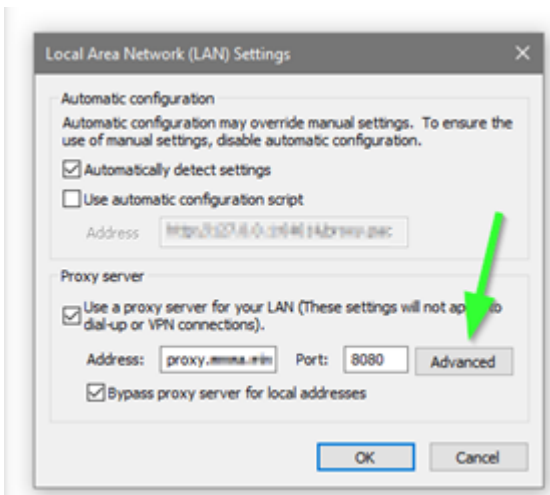 Local Area Network (LAN) Settings
Automatic configuration
Automatic configuration may override manual settings. To ensure the
use of manual settings, disable automatic configuration.
Automatically detect settings
Use automatic configuration script
Address
Proxy server
Use a proxy server for your LAN (These settings will not apply to
dial-up or VPN connections).
Address: proxy. Port: 8080 Advanced
Bypass proxy server for local addresses
OK Cancel